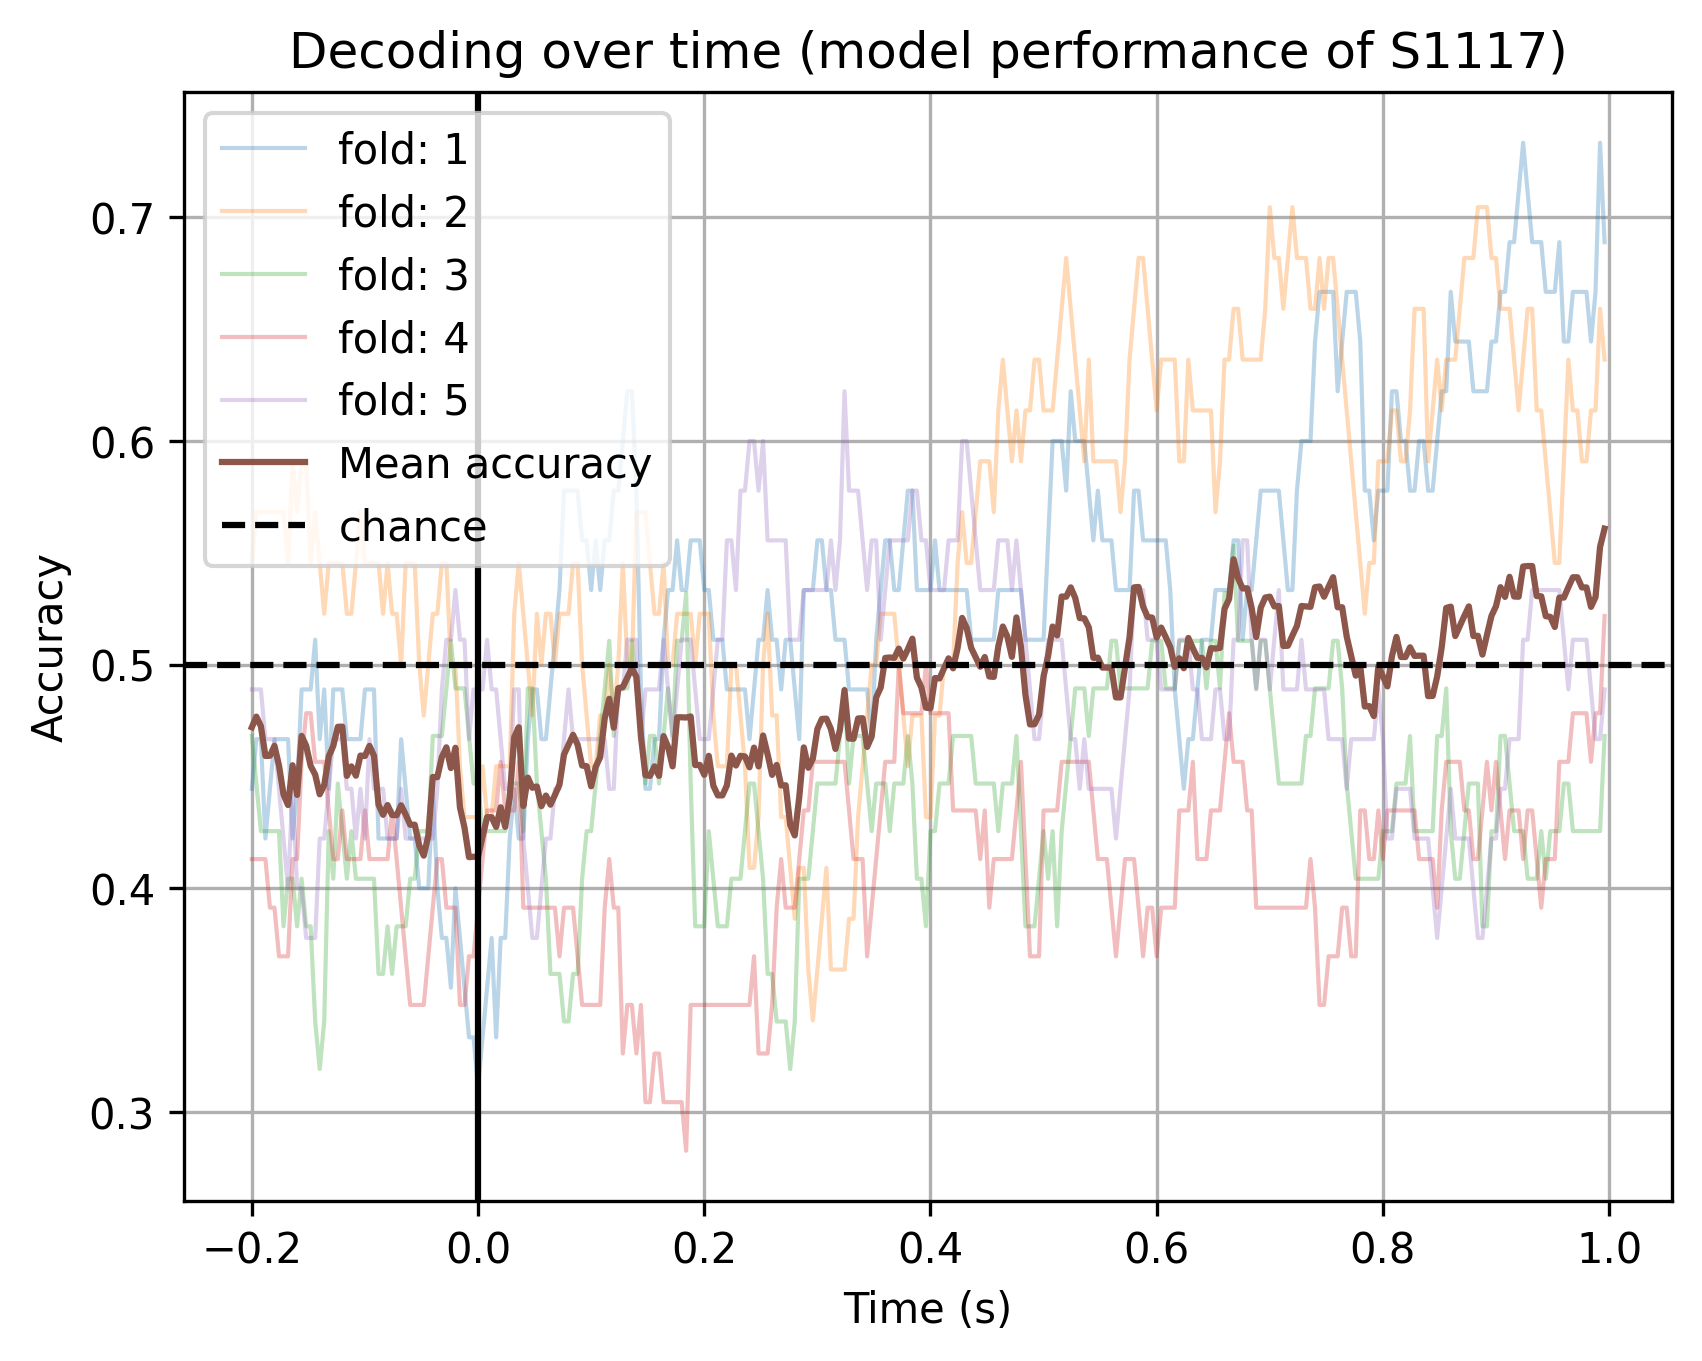 Decoding over time (model performance of S1117)
fold: 1
fold: 2
fold: 3
fold: 4
fold: 5
Mean accuracy
chance
Accuracy
0.7
0.6
0.5
0.4
0.3
−0.2 0.0 0.2 0.4 0.6 0.8 1.0
Time (s)